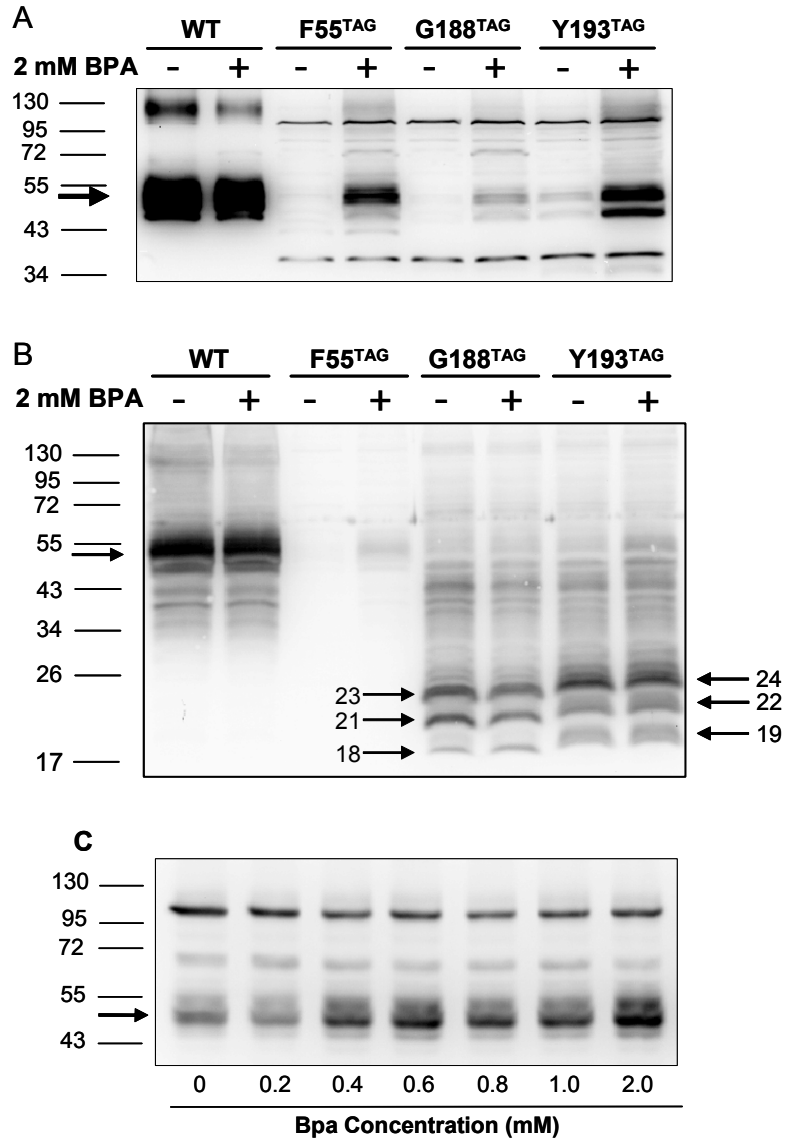 A
WT F55TAG G188TAG Y193TAG
2 mM BPA - + - + - + - +
130
95
72
55
43
34
B
WT F55TAG G188TAG Y193TAG
2 mM BPA - + - + - + - +
130
95
72
55
43
34
26
24
23
22
21
19
18
17
C
130
95
72
55
43
0 0.2 0.4 0.6 0.8 1.0 2.0
Bpa Concentration (mM)